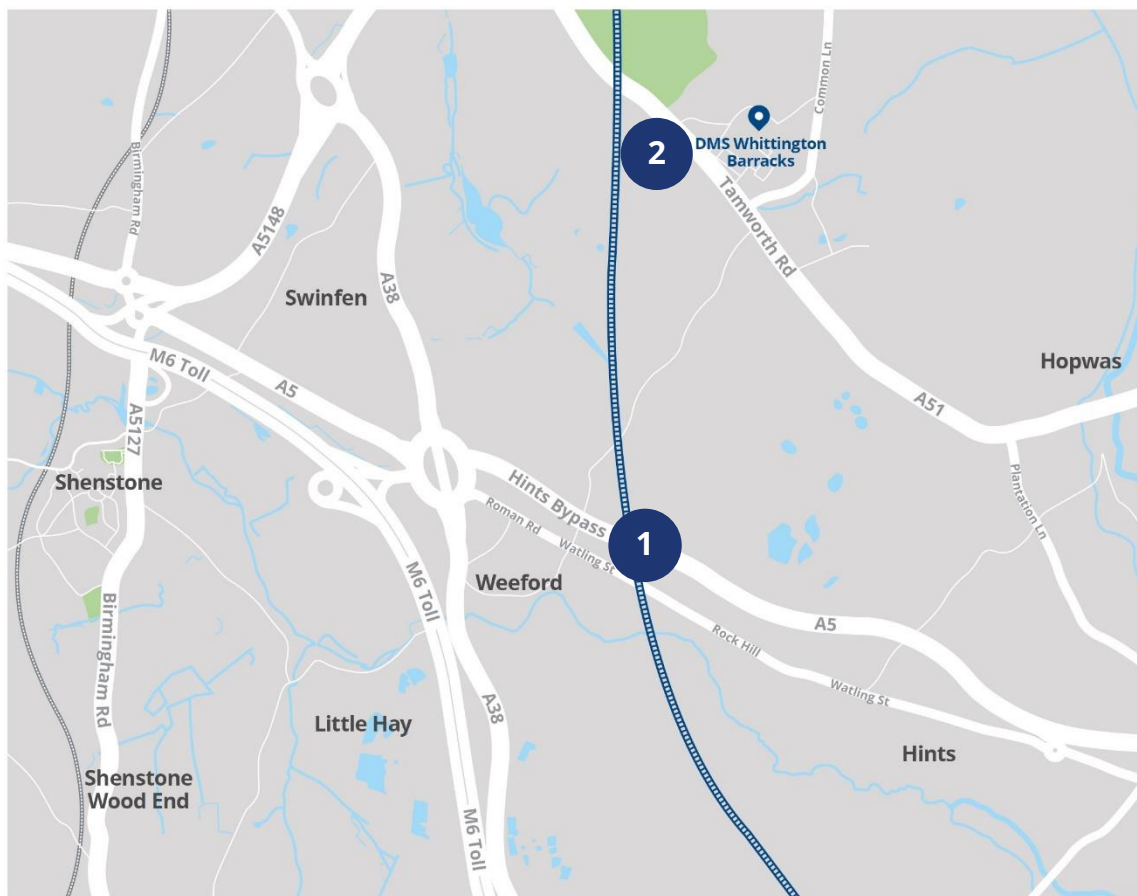 Common Ln
2
DMS Whittington
Barracks
Birmingham Rd
A5148
Tamworth Rd
A38
Swinfen
M6 Toll
A5
Hopwas
A51
A5127
Shenstone
Hints Bypass
Plantation Ln
Roman Rd
1
Watling St
Weeford
M6 Toll
Birmingham Rd
A5
Rock Hill
Watling St
A38
Little Hay
Hints
Shenstone
Wood End
M6 Toll